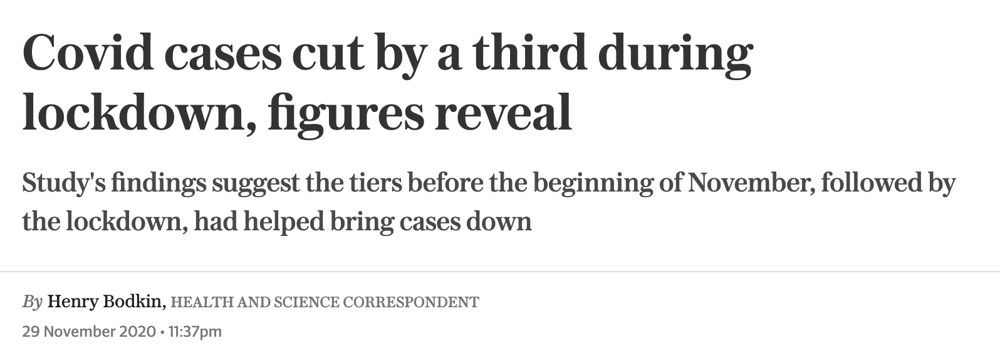 Covid cases cut by a third during
lockdown, figures reveal
Study's findings suggest the tiers before the beginning of November, followed by
the lockdown, had helped bring cases down
By Henry Bodkin, HEALTH AND SCIENCE CORRESPONDENT
29 November 2020 • 11:37pm